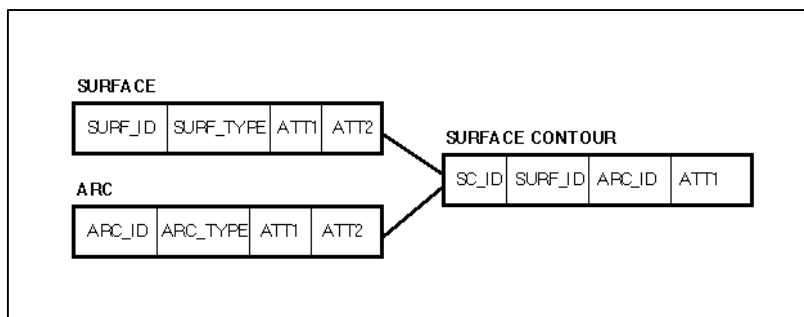 SURFACE
SURF_ID SURF_TYPE ATT1 ATT2
SURFACE CONTOUR
SC_ID SURF_ID ARC_ID ATT1
ARC
ARC_ID ARC_TYPE ATT1 ATT2